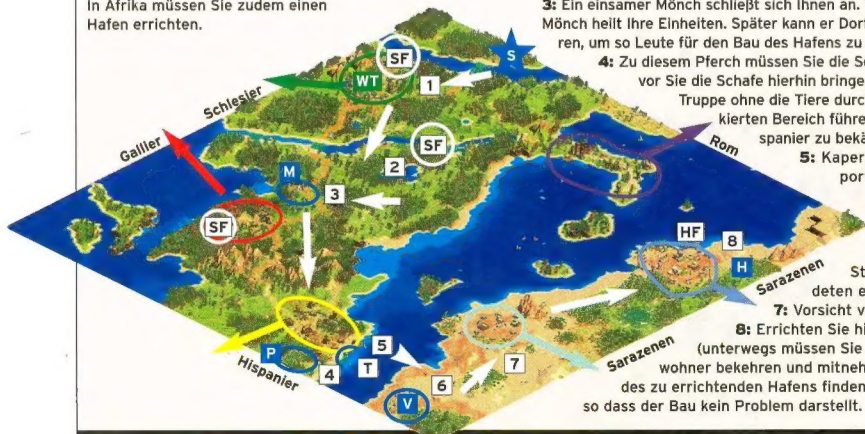 In Afrika müssen Sie zudem einen
Hafen errichten.
3: Ein einsamer Mönch schließt sich Ihnen an.
Mönch heilt Ihre Einheiten. Später kann er Dor
ren, um so Leute für den Bau des Hafens zu
4: Zu diesem Pferch müssen Sie die S
vor Sie die Schafe hierhin bringe
Truppe ohne die Tiere durc
kierten Bereich führe
spanier zu bekä
5: Kaper
por
St
deten e
7: Vorsicht v
8: Errichten Sie hi
(unterwegs müssen Sie
wohner bekehren und mitneh
des zu errichtenden Hafens finden
so dass der Bau kein Problem darstellt.
SF
S
WT
1
Schlesier
Gallier
SF
2
Rom
M
3
SF
HF
8
H
Sarazenen
Hispanier
P
4
T
5
6
7
Sarazenen
V